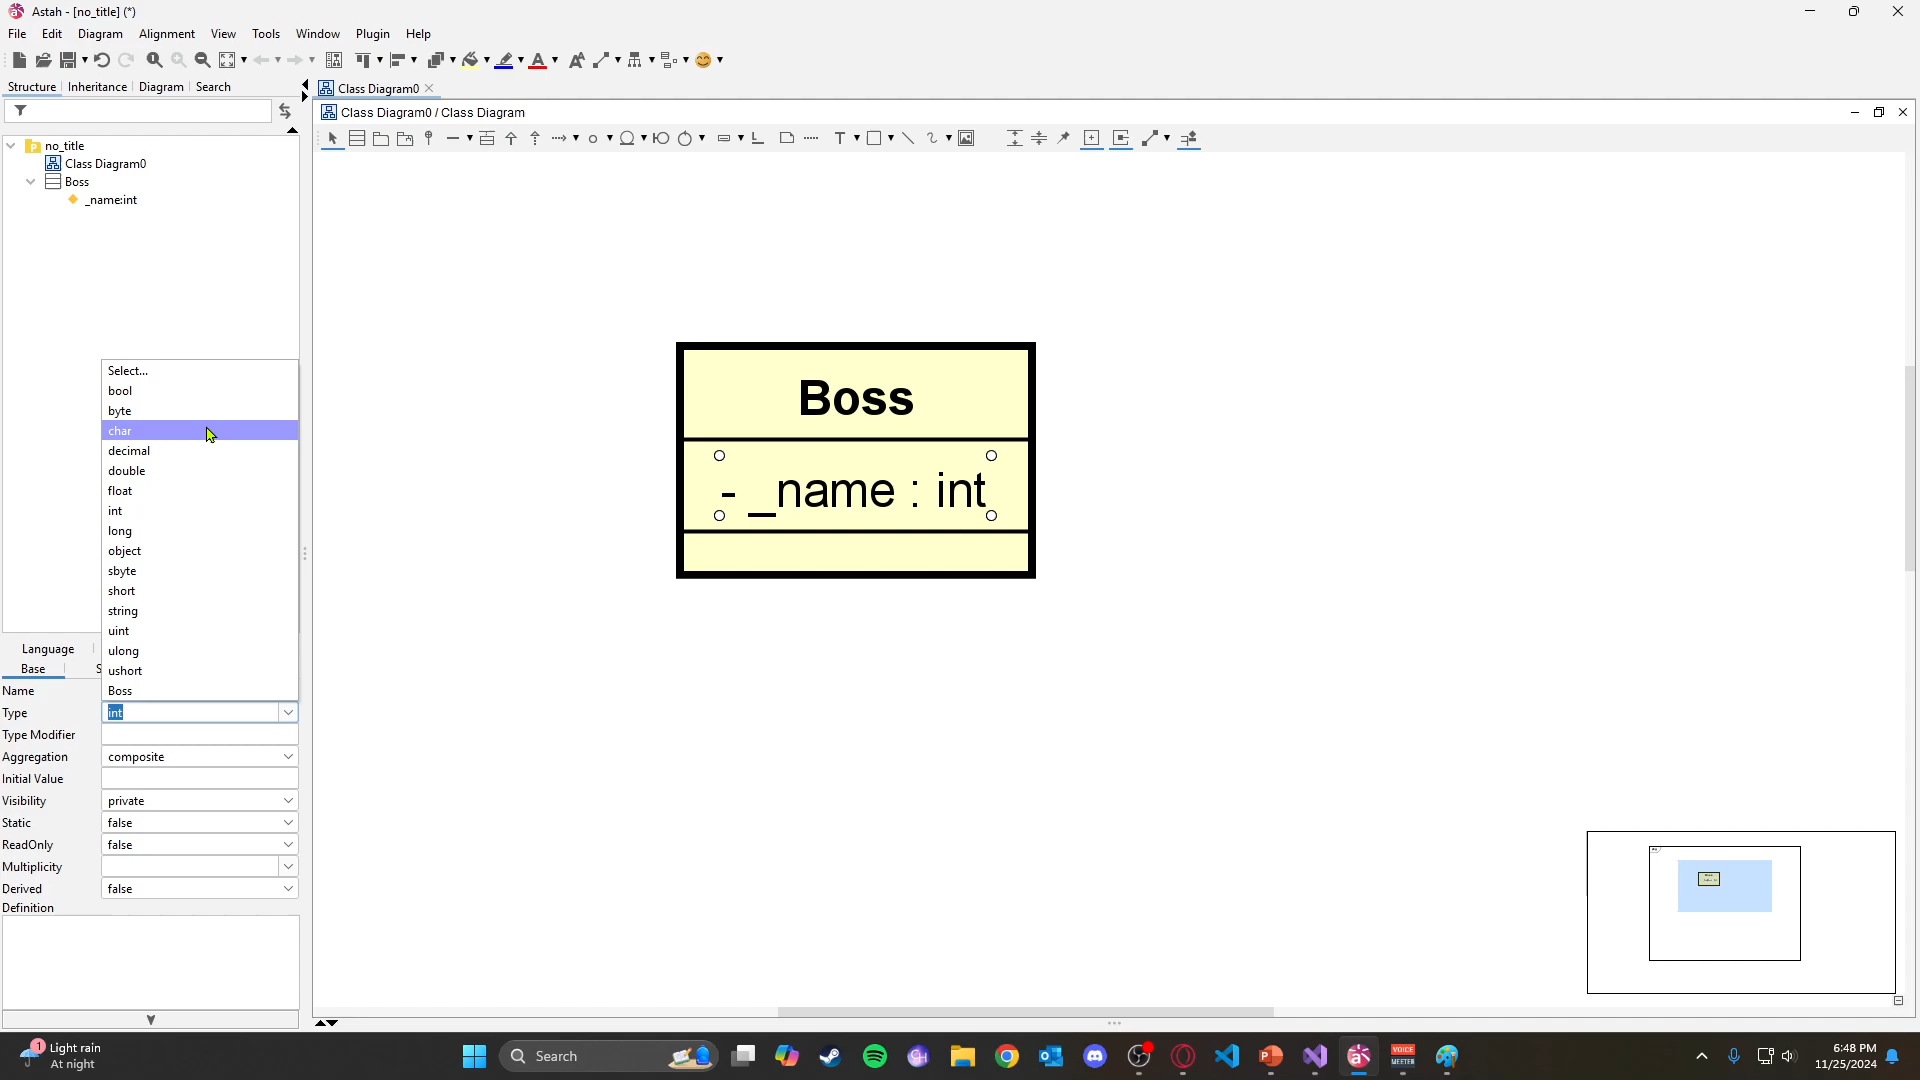 Astah - [no_title] (*)
File Edit Diagram Alignment View Tools Window Plugin Help
Structure Inheritance Diagram Search
Class Diagram0
Class Diagram0 / Class Diagram
no_title
Class Diagram0
Boss
_name:int
Select...
bool
byte
char
decimal
double
float
int
long
object
sbyte
short
string
uint
ulong
ushort
Boss
Language
Base
Name
Type int
Type Modifier
Aggregation composite
Initial Value
Visibility private
Static false
ReadOnly false
Multiplicity
Derived false
Definition
Boss
- _name : int
1
Light rain
At night
Search
VOICE
MEETER
6:48 PM
11/25/2024